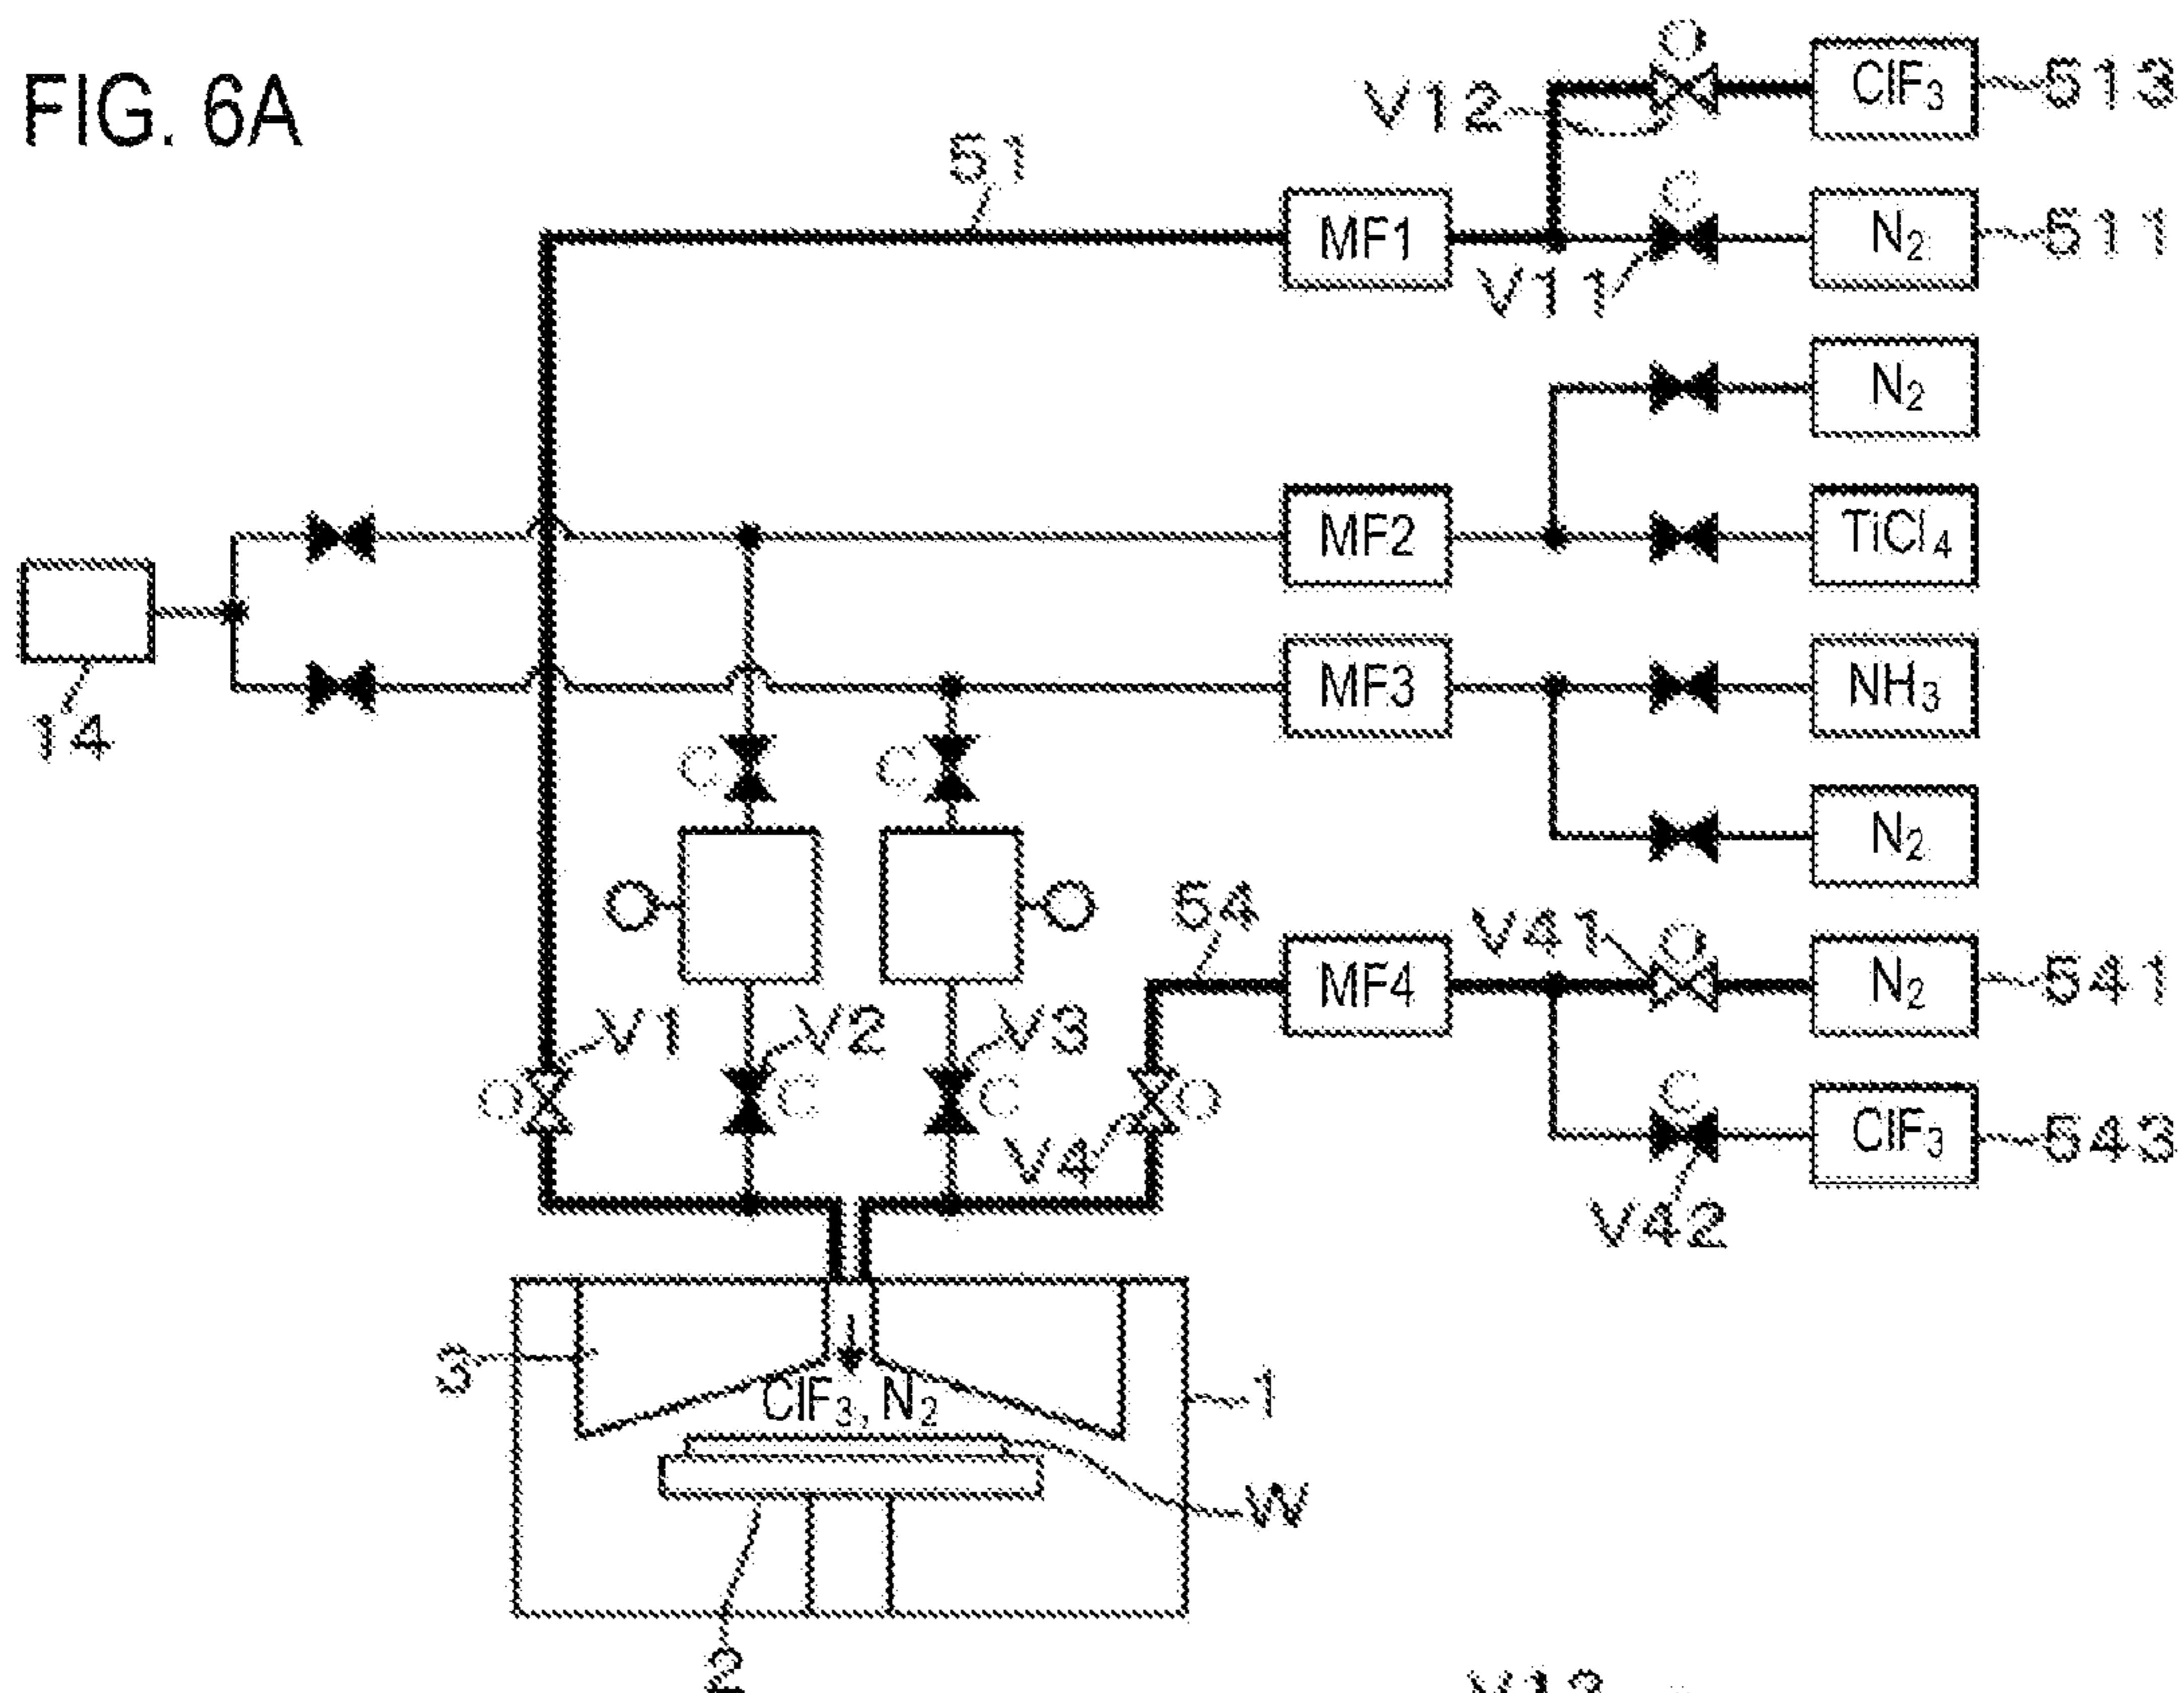 FIG. 6A
O
V12
ClF3
513
51
C
MF1
N2
511
V11
N2
MF2
TiCl4
14
MF3
NH3
C
C
N2
54
V41
O
MF4
N2
541
V1
V2
V3
O
C
C
O
C
ClF3
543
V4
V42
3
ClF3, N2
1
W
2
V13